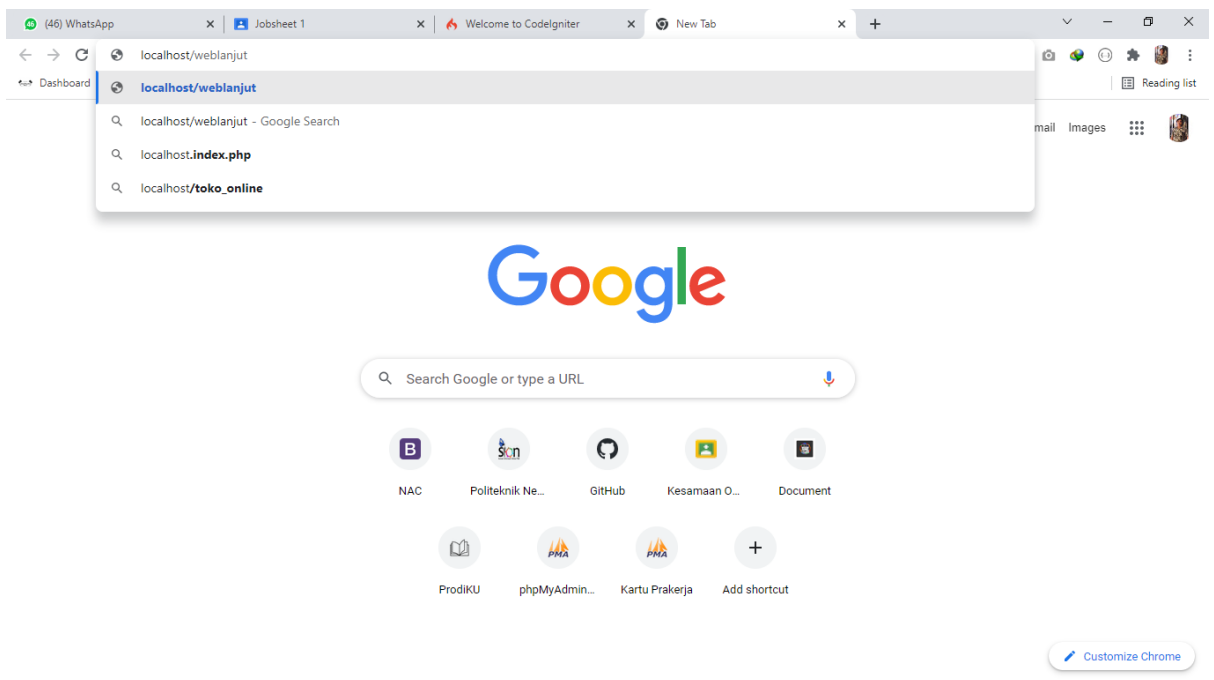 (46) WhatsApp
Jobsheet 1
Welcome to CodeIgniter
New Tab
localhost/weblanjut
Dashboard
localhost/weblanjut
Reading list
localhost/weblanjut - Google Search
mail Images
localhost.index.php
localhost/toko_online
Google
Search Google or type a URL
NAC
Politeknik Ne...
GitHub
Kesamaan O...
Document
ProdiKU
phpMyAdmin...
Kartu Prakerja
Add shortcut
Customize Chrome